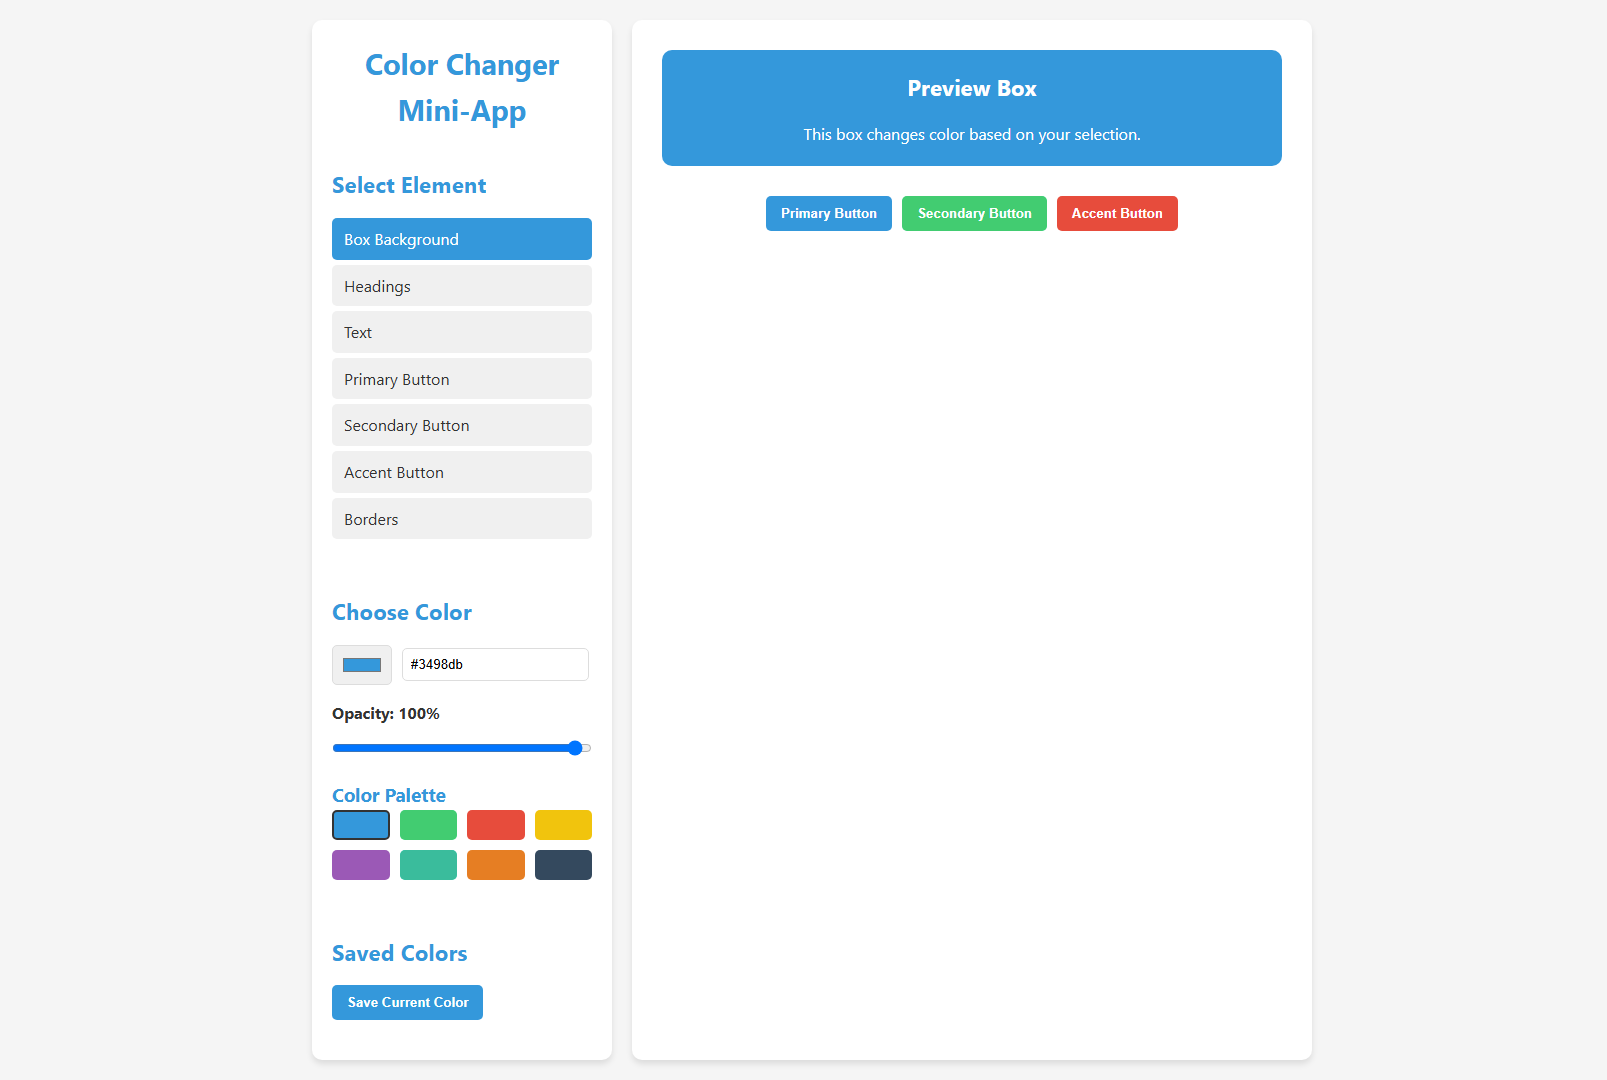 Color Changer
Mini-App
Select Element
Box Background
Headings
Text
Primary Button
Secondary Button
Accent Button
Borders
Choose Color
#3498db
Opacity: 100%
Color Palette
Saved Colors
Save Current Color
Preview Box
This box changes color based on your selection.
Primary Button
Secondary Button
Accent Button